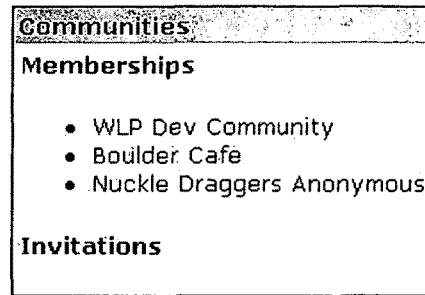 Communities
Memberships
• WLP Dev Community
• Boulder Cafe
• Nuckle Draggers Anonymous
Invitations